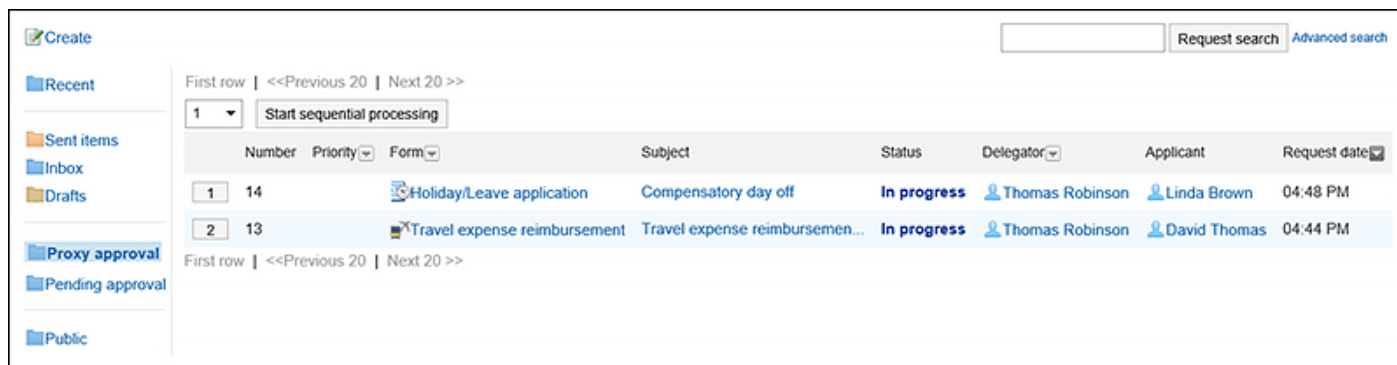 Create
Request search Advanced search
Recent
First row | <<Previous 20 | Next 20 >>
1 Start sequential processing
Sent items
Inbox
Drafts
Number Priority Form Subject Status Delegator Applicant Request date
1 14 Holiday/Leave application Compensatory day off In progress Thomas Robinson Linda Brown 04:48 PM
2 13 Travel expense reimbursement Travel expense reimbursemen... In progress Thomas Robinson David Thomas 04:44 PM
First row | <<Previous 20 | Next 20 >>
Proxy approval
Pending approval
Public